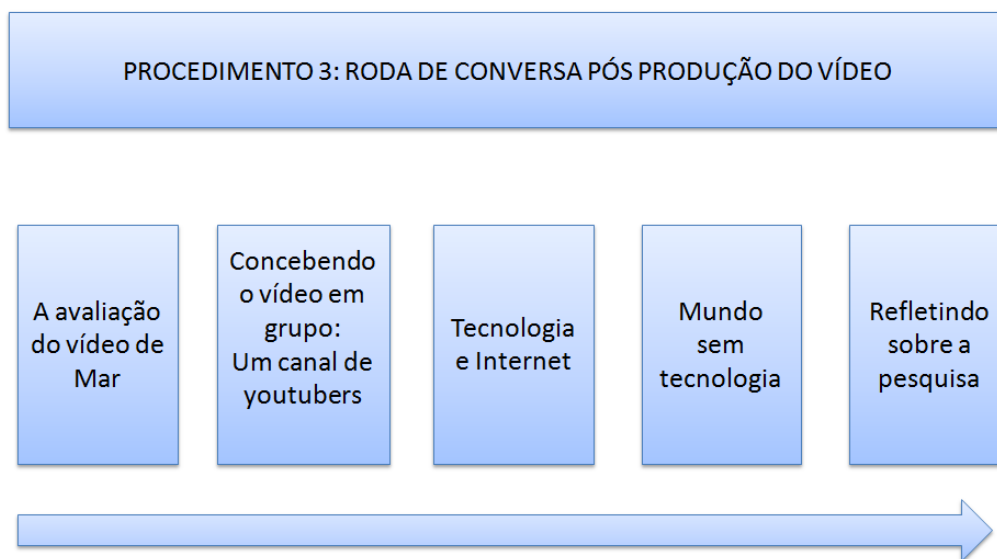 PROCEDIMENTO 3: RODA DE CONVERSA PÓS PRODUÇÃO DO VÍDEO
A avaliação
do vídeo de
Mar
Concebendo
o vídeo em
grupo:
Um canal de
youtubers
Tecnologia
e Internet
Mundo
sem
tecnologia
Refletindo
sobre a
pesquisa